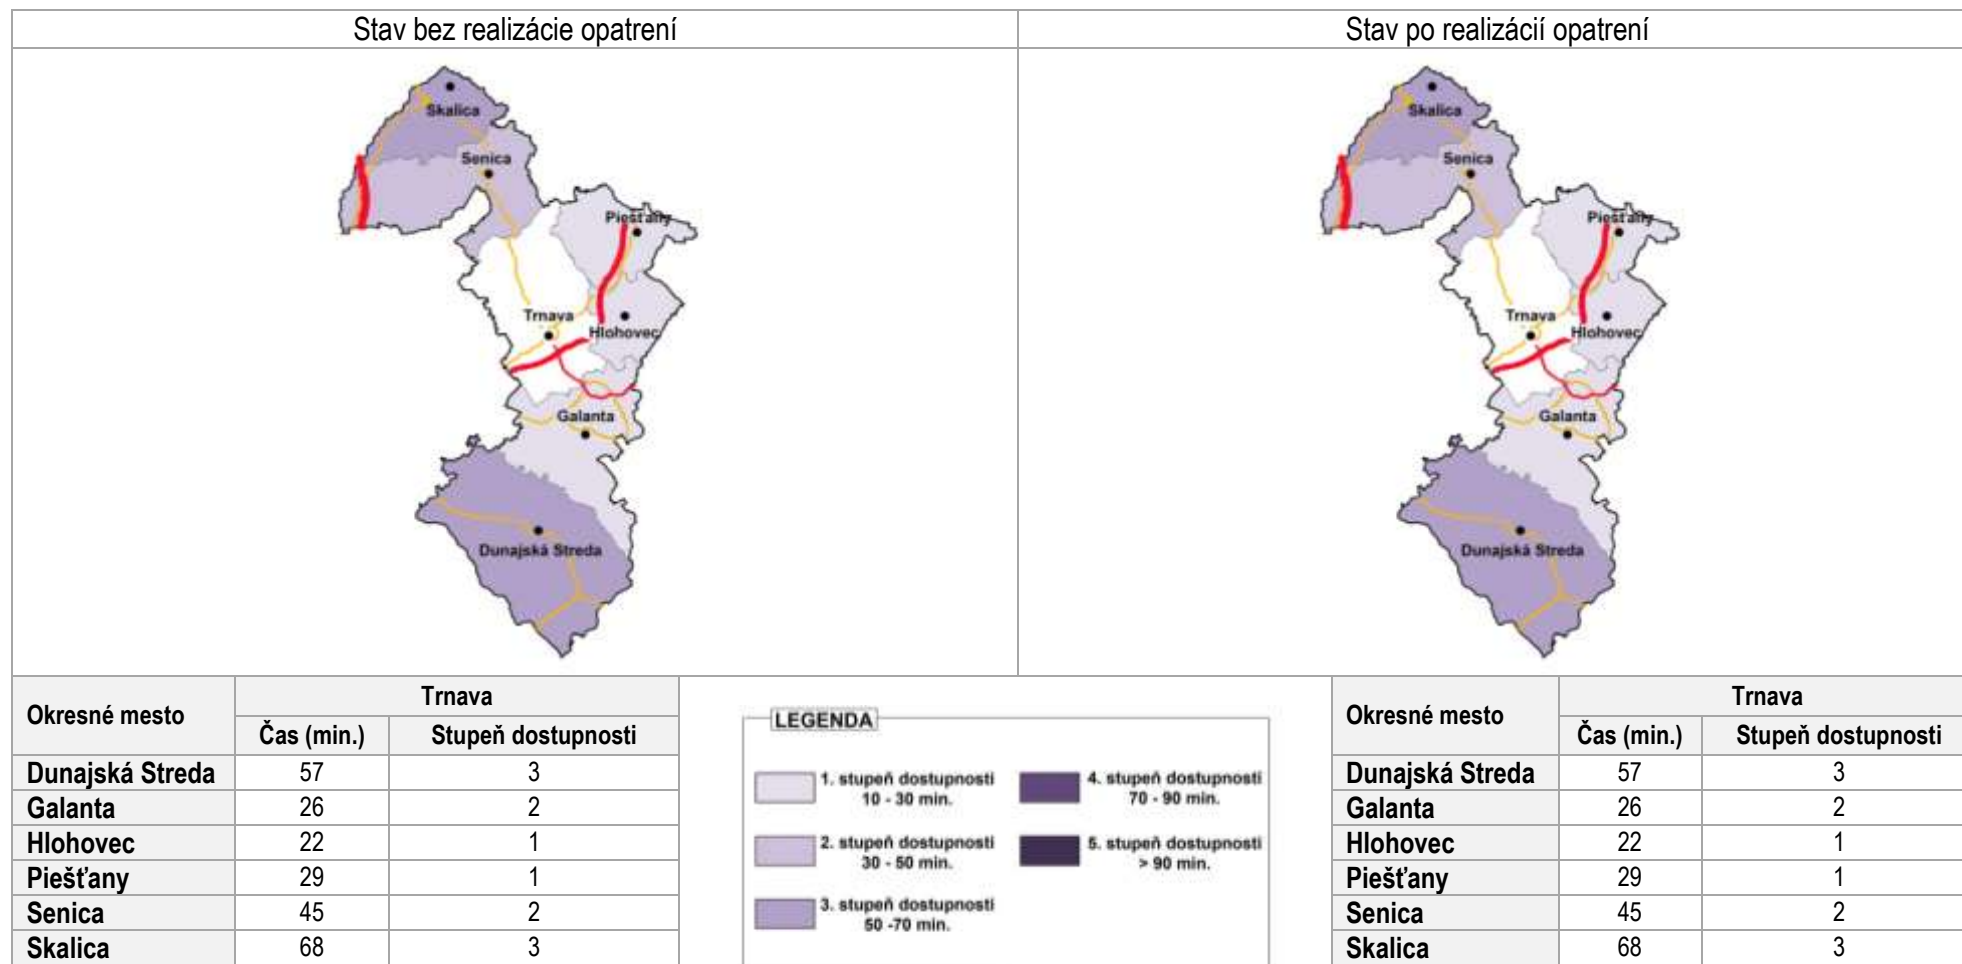 Stav bez realizácie opatrení
Stav po realizácií opatrení
Skalica
Senica
Piešťany
Trnava
Hlohovec
Galanta
Dunajská Streda
Skalica
Senica
Piešťany
Trnava
Hlohovec
Galanta
Dunajská Streda
Okresné mesto Trnava
Čas (min.) Stupeň dostupnosti
Dunajská Streda 57 3
Galanta 26 2
Hlohovec 22 1
Piešťany 29 1
Senica 45 2
Skalica 68 3
LEGENDA
1. stupeň dostupnosti
10 - 30 min.
2. stupeň dostupnosti
30 - 50 min.
3. stupeň dostupnosti
50 -70 min.
4. stupeň dostupnosti
70 - 90 min.
5. stupeň dostupnosti
> 90 min.
Okresné mesto Trnava
Čas (min.) Stupeň dostupnosti
Dunajská Streda 57 3
Galanta 26 2
Hlohovec 22 1
Piešťany 29 1
Senica 45 2
Skalica 68 3